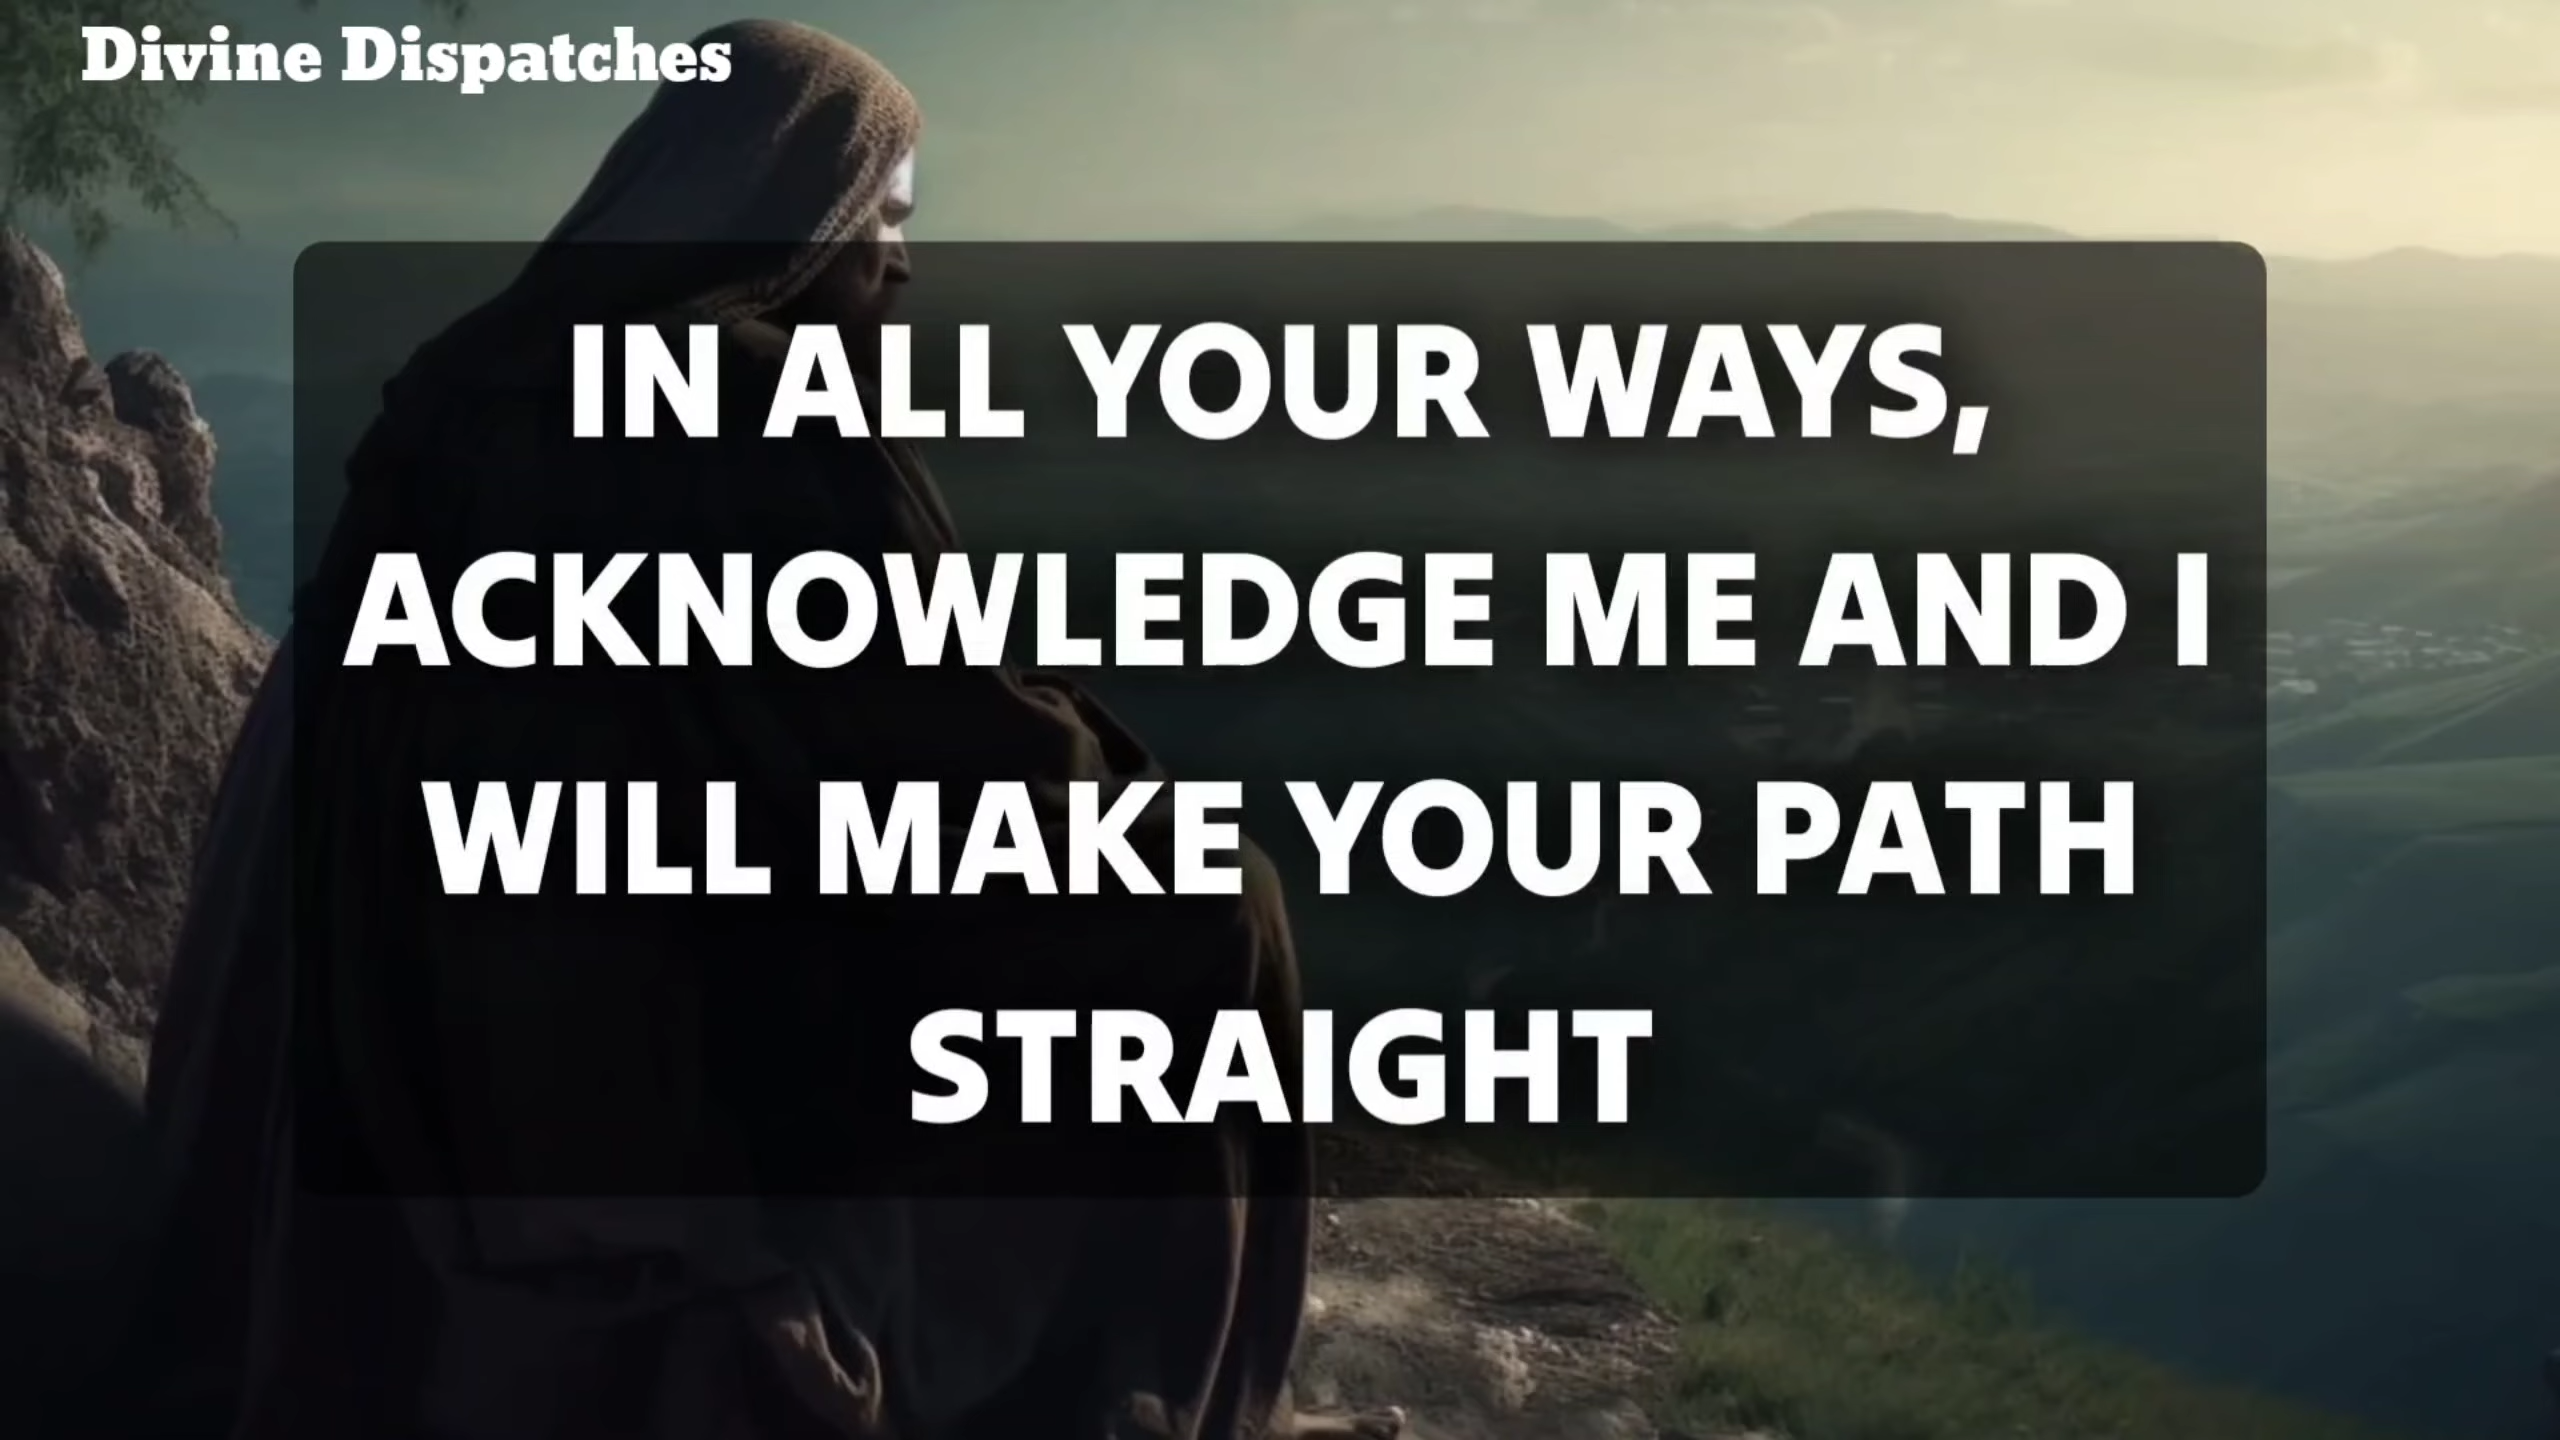 Divine Dispatches
IN ALL YOUR WAYS,
ACKNOWLEDGE ME AND I
WILL MAKE YOUR PATH
STRAIGHT